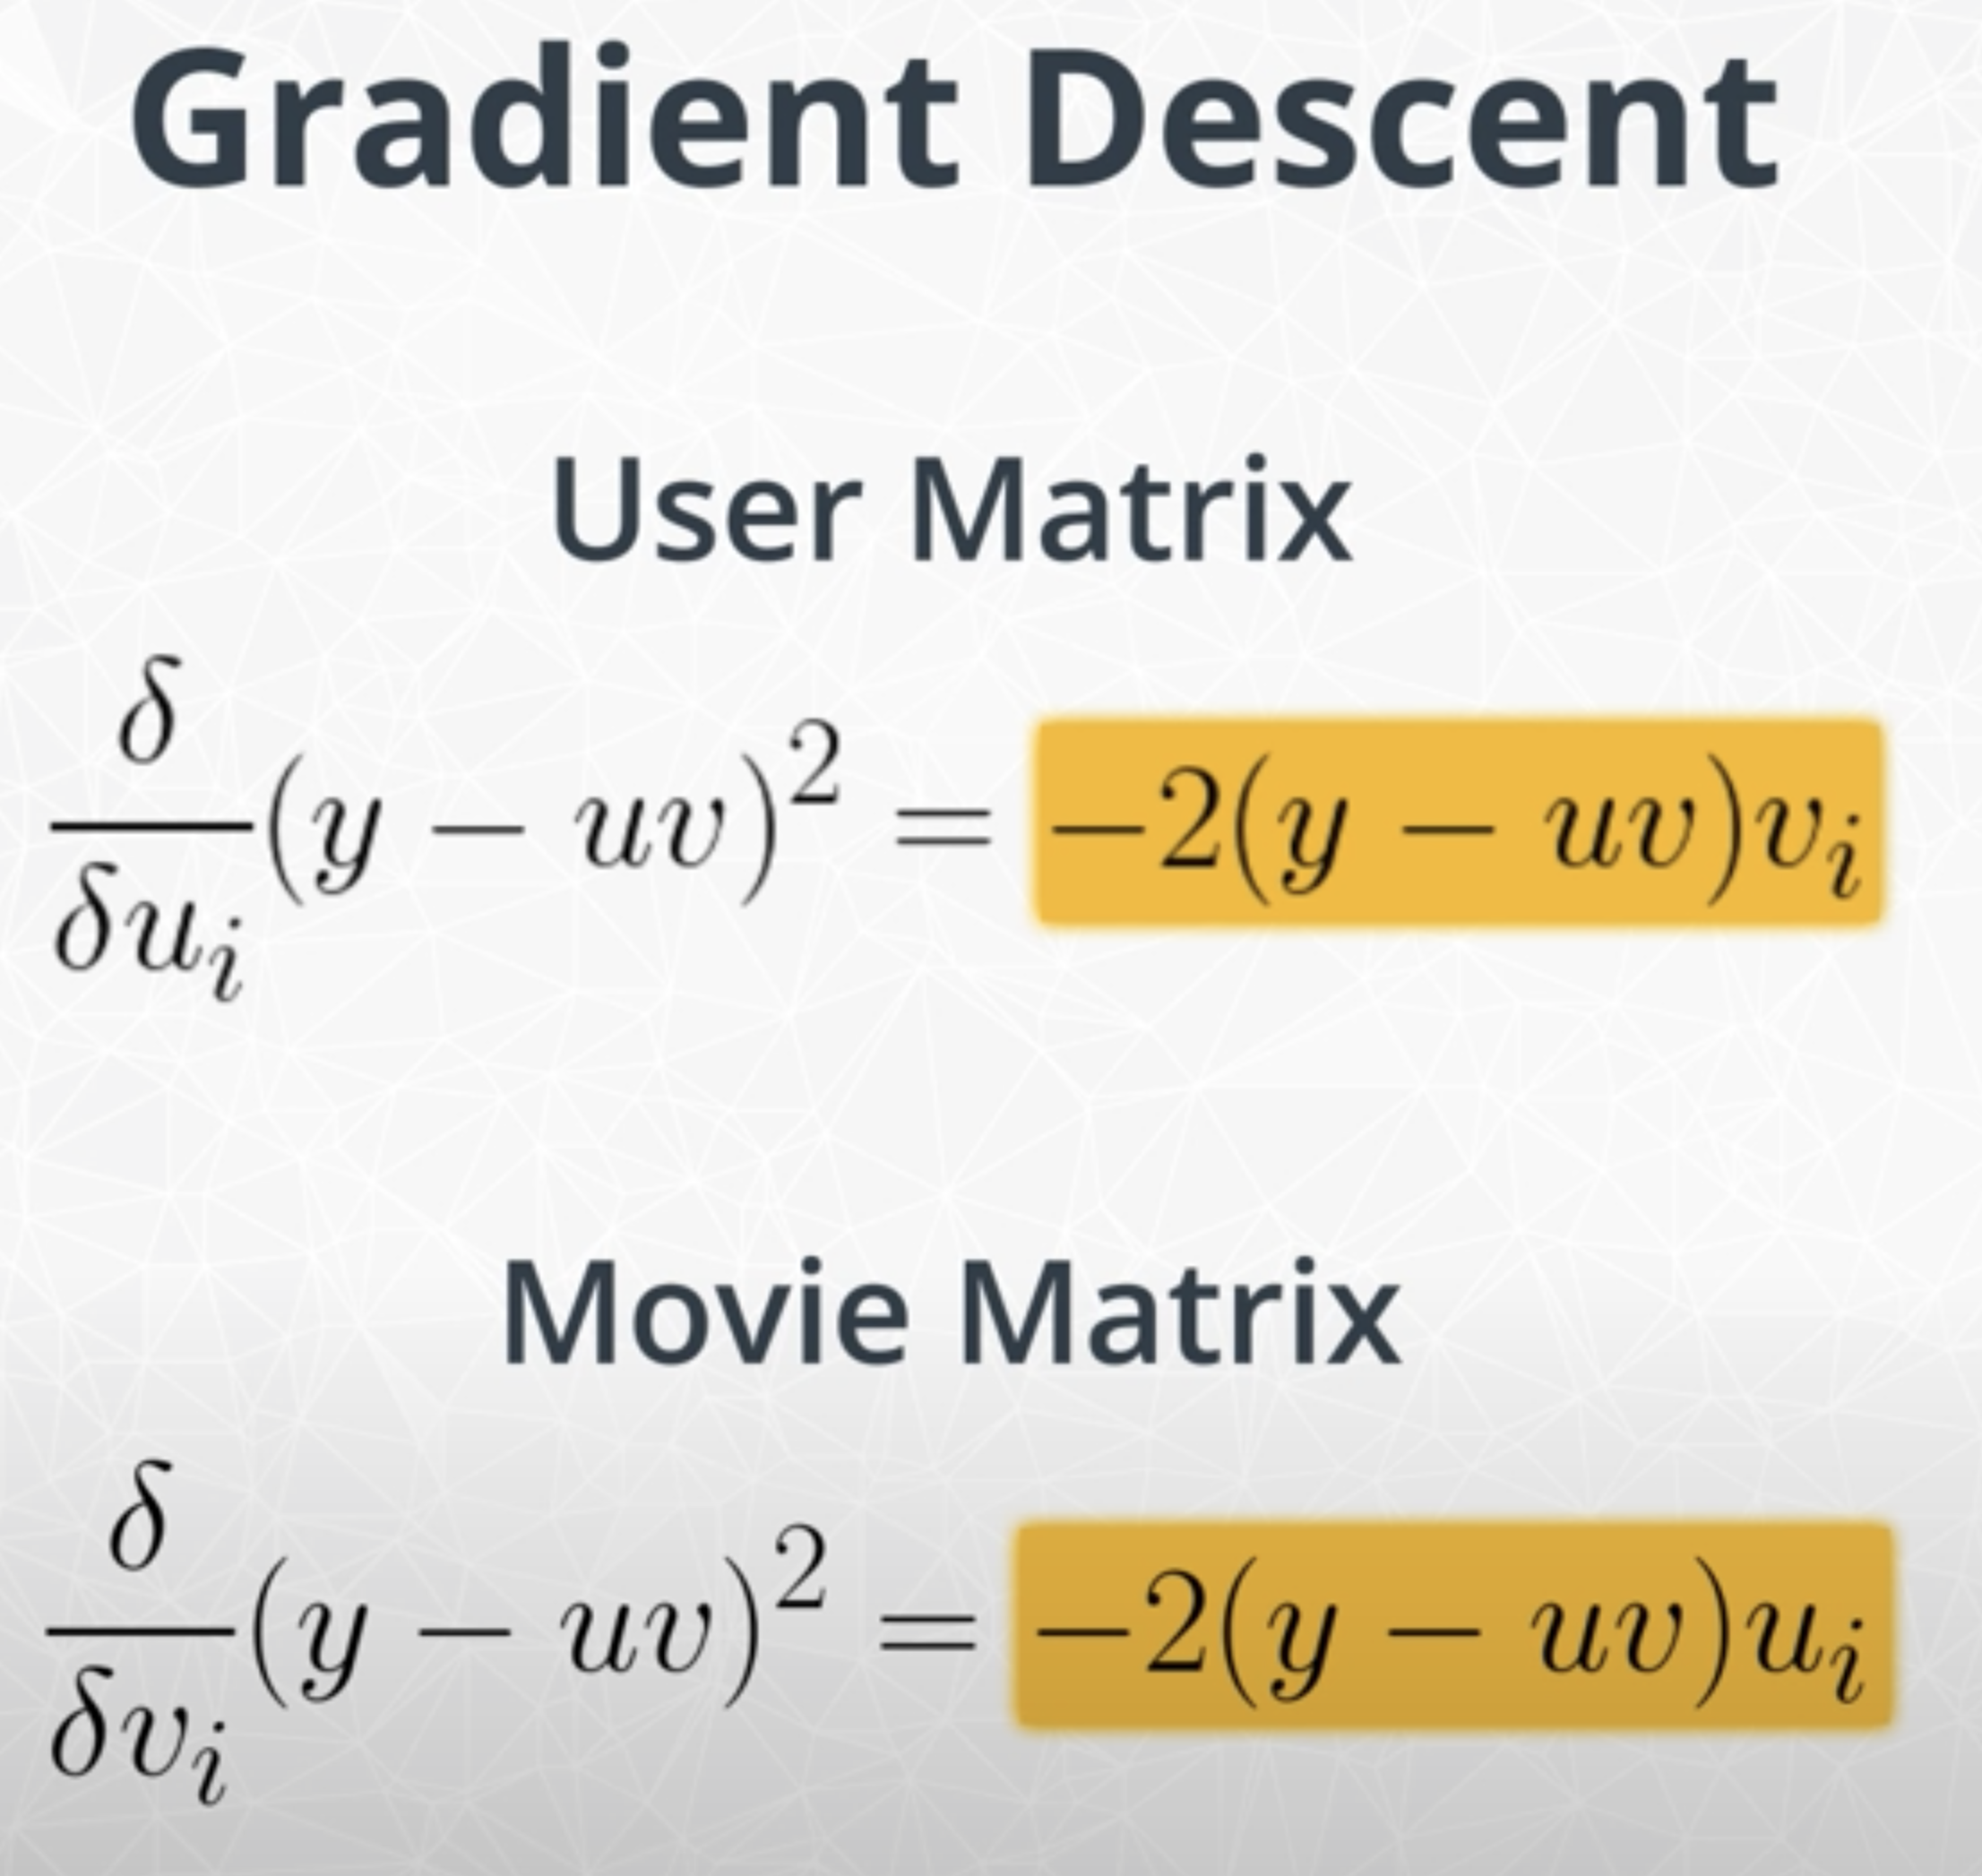 Gradient Descent
User Matrix
\frac{\delta}{\delta u_i}(y - uv)^2 = -2(y - uv)v_i
Movie Matrix
\frac{\delta}{\delta v_i}(y - uv)^2 = -2(y - uv)u_i